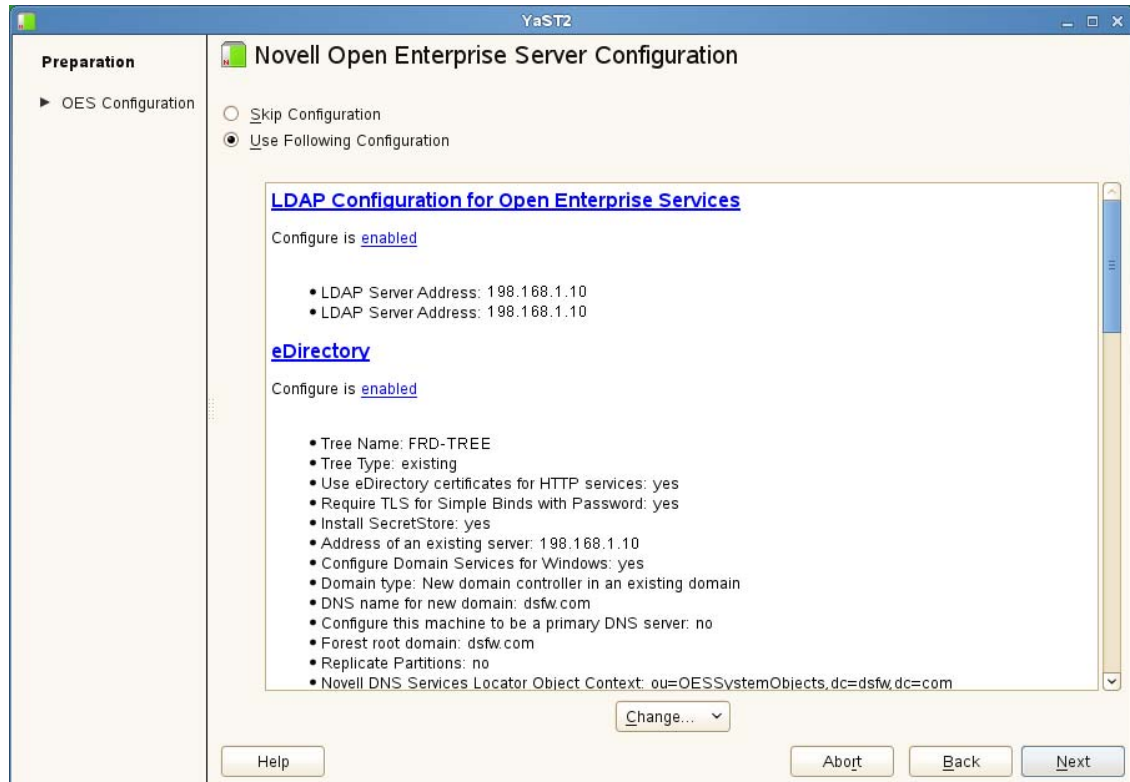 YaST2
Preparation
OES Configuration
Novell Open Enterprise Server Configuration
Skip Configuration
Use Following Configuration
LDAP Configuration for Open Enterprise Services
Configure is enabled
• LDAP Server Address: 198.168.1.10
• LDAP Server Address: 198.168.1.10
eDirectory
Configure is enabled
• Tree Name: FRD-TREE
• Tree Type: existing
• Use eDirectory certificates for HTTP services: yes
• Require TLS for Simple Binds with Password: yes
• Install SecretStore: yes
• Address of an existing server: 198.168.1.10
• Configure Domain Services for Windows: yes
• Domain type: New domain controller in an existing domain
• DNS name for new domain: dsfw.com
• Configure this machine to be a primary DNS server: no
• Forest root domain: dsfw.com
• Replicate Partitions: no
• Novell DNS Services Locator Object Context: ou=OESSystemObjects,dc=dsfw,dc=com
Change...
Help
Abort
Back
Next